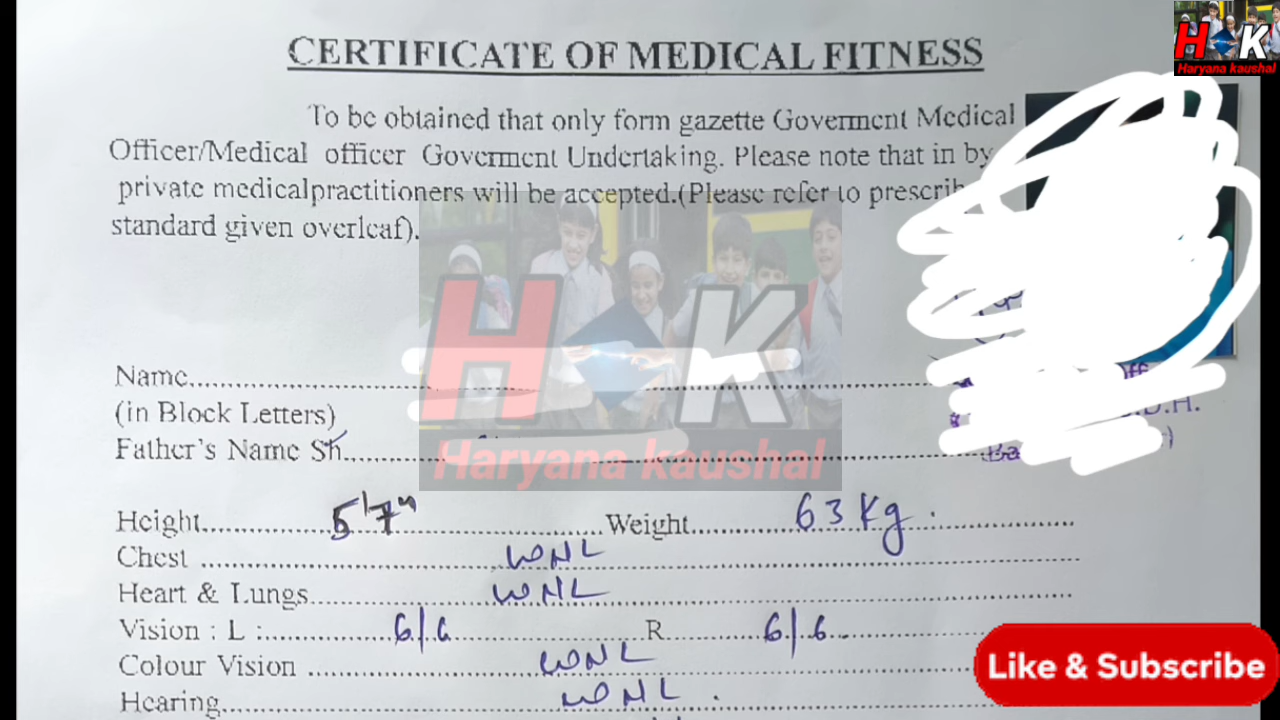 CERTIFICATE OF MEDICAL FITNESS
To be obtained that only form gazette Goverment Medical
Officer/Medical officer Goverment Undertaking. Please note that in by
private medicalpractitioners will be accepted.(Please refer to prescrib
standard given overleaf).
Name
(in Block Letters)
Father's Name Sh.
Height 5'7" Weight 63 Kg.
Chest WNL
Heart & Lungs WNL
Vision : L : 6/6 R 6/6
Colour Vision WNL
Hearing WNL
H K
Haryana kaushal
H K
Haryana kaushal
Like & Subscribe